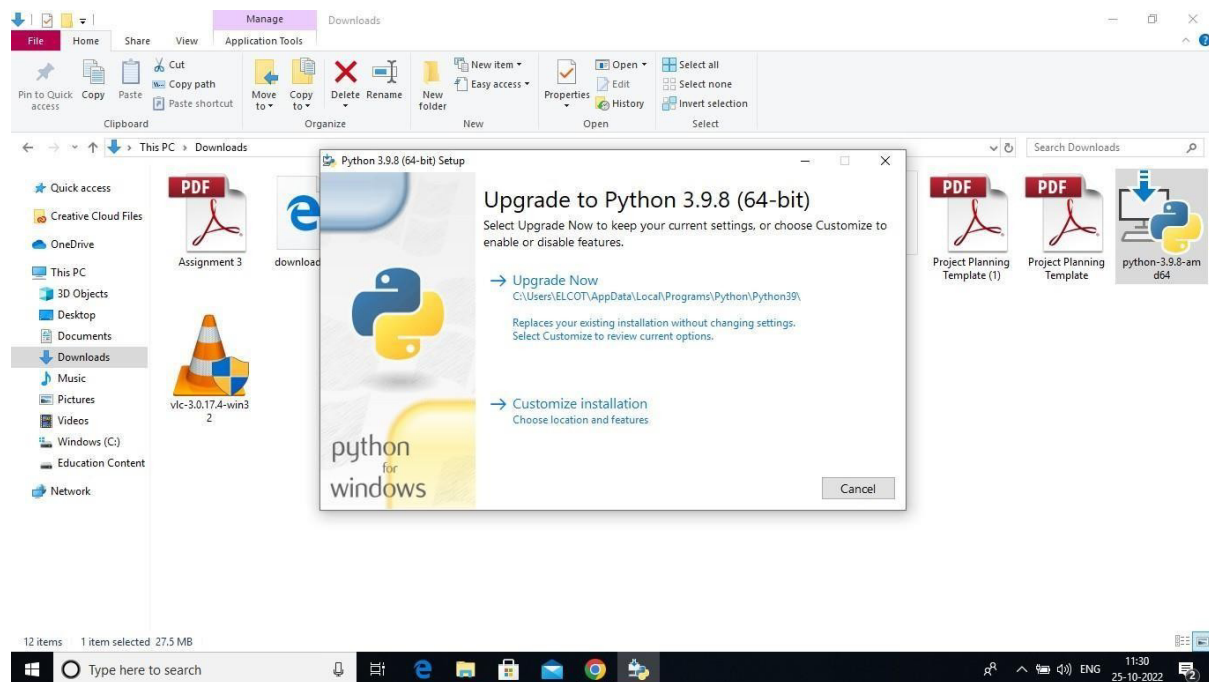 Manage
Downloads
File
Home
Share
View
Application Tools
Pin to Quick access
Copy
Paste
Cut
Copy path
Paste shortcut
Clipboard
Move to
Copy to
Delete
Rename
Organize
New folder
New item
Easy access
New
Properties
Open
Edit
History
Open
Select all
Select none
Invert selection
Select
This PC
Downloads
Search Downloads
Quick access
Creative Cloud Files
OneDrive
This PC
3D Objects
Desktop
Documents
Downloads
Music
Pictures
Videos
Windows (C:)
Education Content
Network
PDF
Assignment 3
download
vlc-3.0.17.4-win3
2
Python 3.9.8 (64-bit) Setup
Upgrade to Python 3.9.8 (64-bit)
Select Upgrade Now to keep your current settings, or choose Customize to
enable or disable features.
Upgrade Now
C:\Users\ELCOT\AppData\Local\Programs\Python\Python39\
Replaces your existing installation without changing settings.
Select Customize to review current options.
Customize installation
Choose location and features
python
for
windows
Cancel
PDF
Project Planning
Template (1)
PDF
Project Planning
Template
python-3.9.8-am
d64
12 items
1 item selected 27.5 MB
Type here to search
ENG
11:30
25-10-2022
2